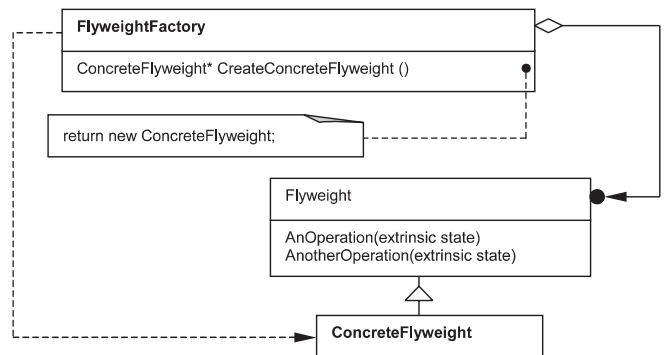 FlyweightFactory
ConcreteFlyweight* CreateConcreteFlyweight ()
return new ConcreteFlyweight;
Flyweight
AnOperation(extrinsic state)
AnotherOperation(extrinsic state)
ConcreteFlyweight